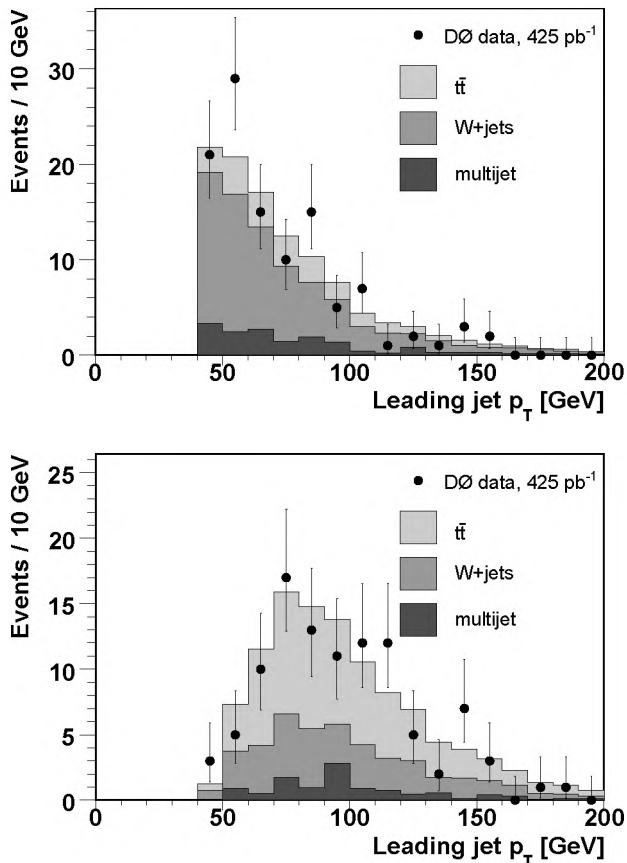 Events / 10 GeV
30
20
10
0
DØ data, 425 pb⁻¹
tt̄
W+jets
multijet
0 50 100 150 200
Leading jet p_T [GeV]
Events / 10 GeV
25
20
15
10
5
0
DØ data, 425 pb⁻¹
tt̄
W+jets
multijet
0 50 100 150 200
Leading jet p_T [GeV]